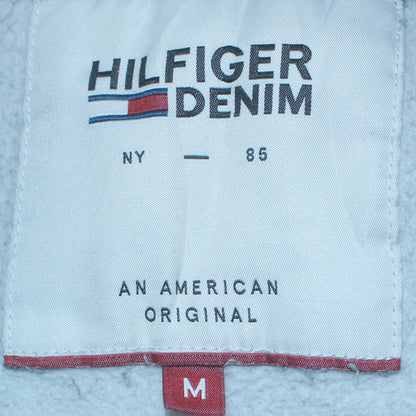 HILFIGER
DENIM
NY — 85
AN AMERICAN
ORIGINAL
M